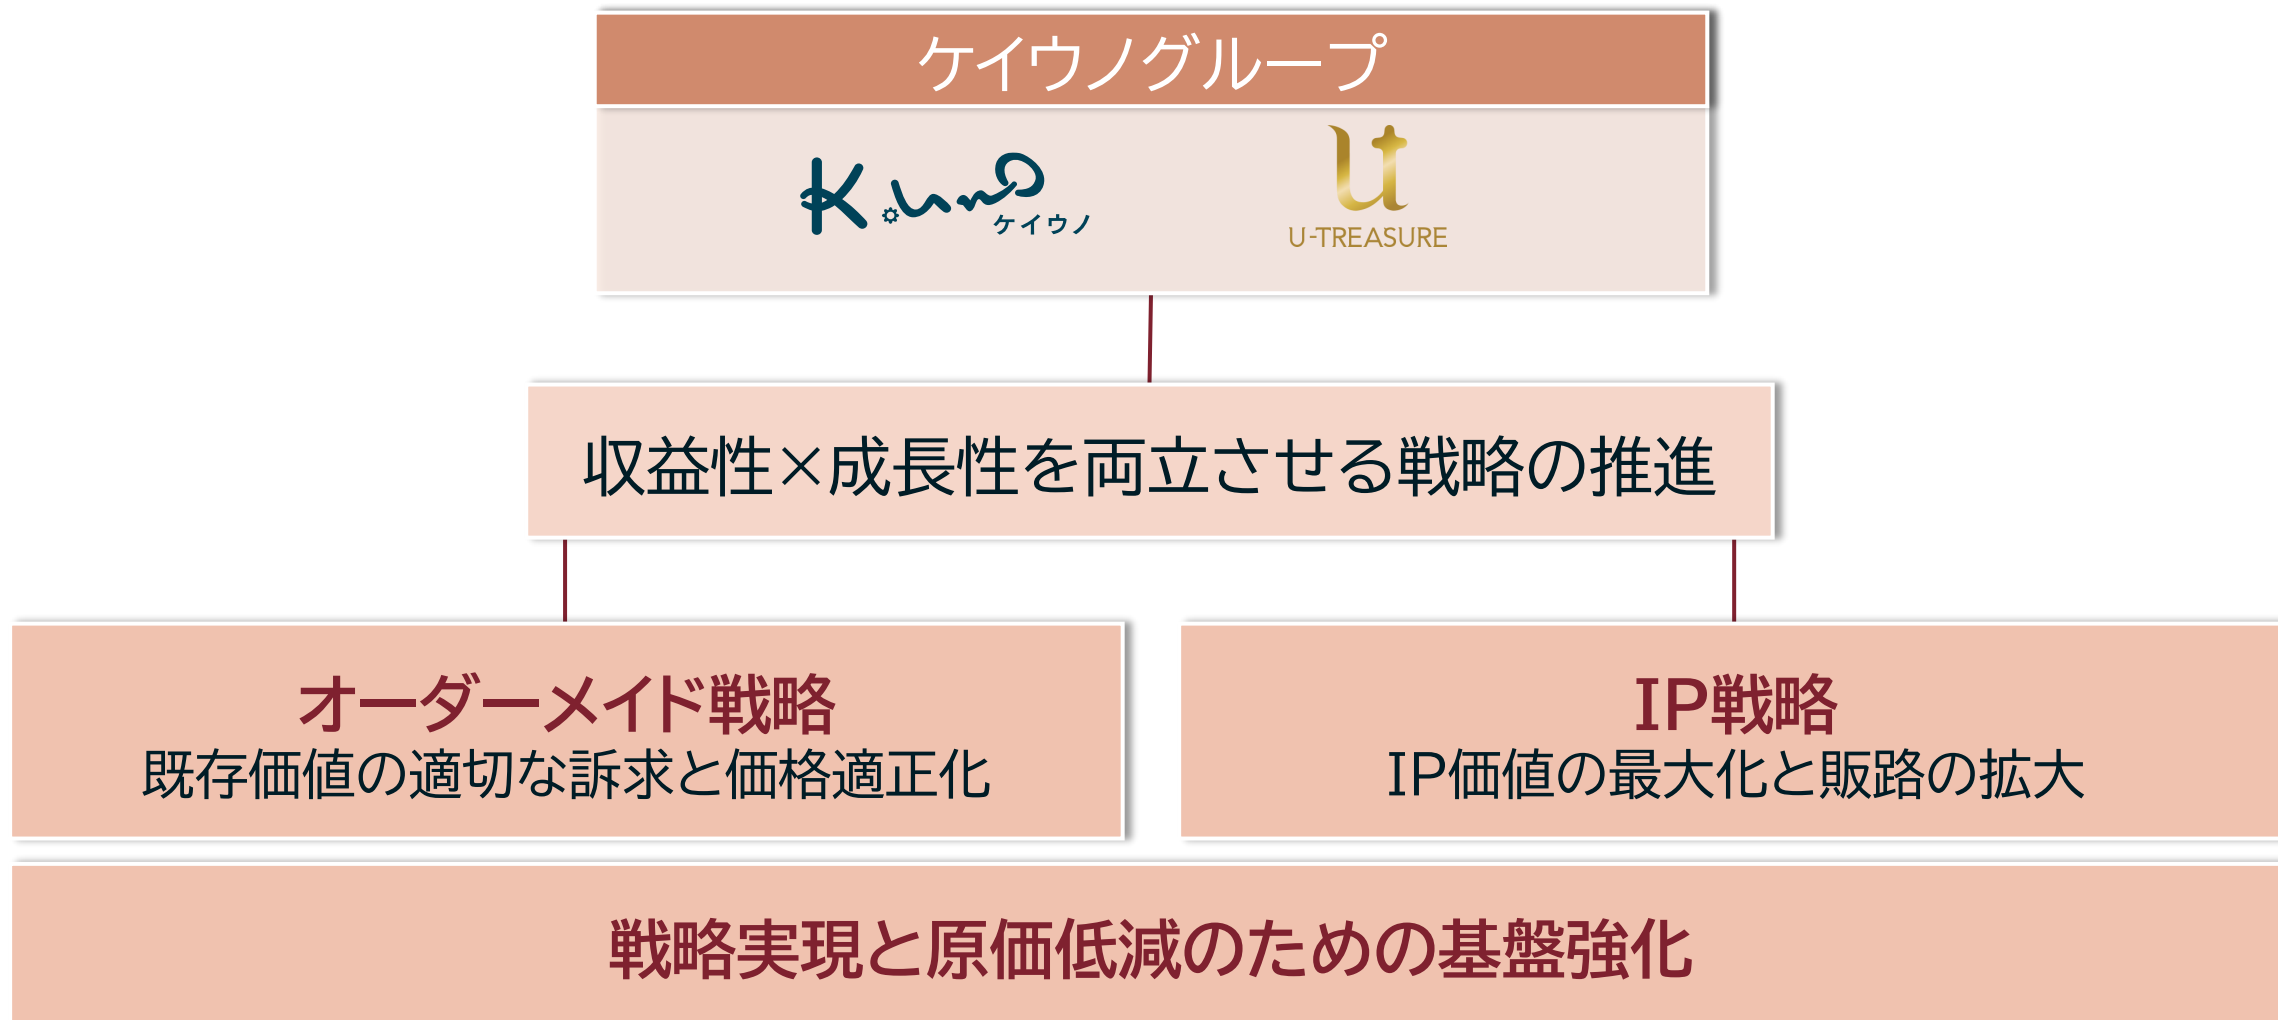 ケイウノグループ
K.uno
ケイウノ
U-TREASURE
収益性×成長性を両立させる戦略の推進
オーダーメイド戦略
既存価値の適切な訴求と価格適正化
IP戦略
IP価値の最大化と販路の拡大
戦略実現と原価低減のための基盤強化